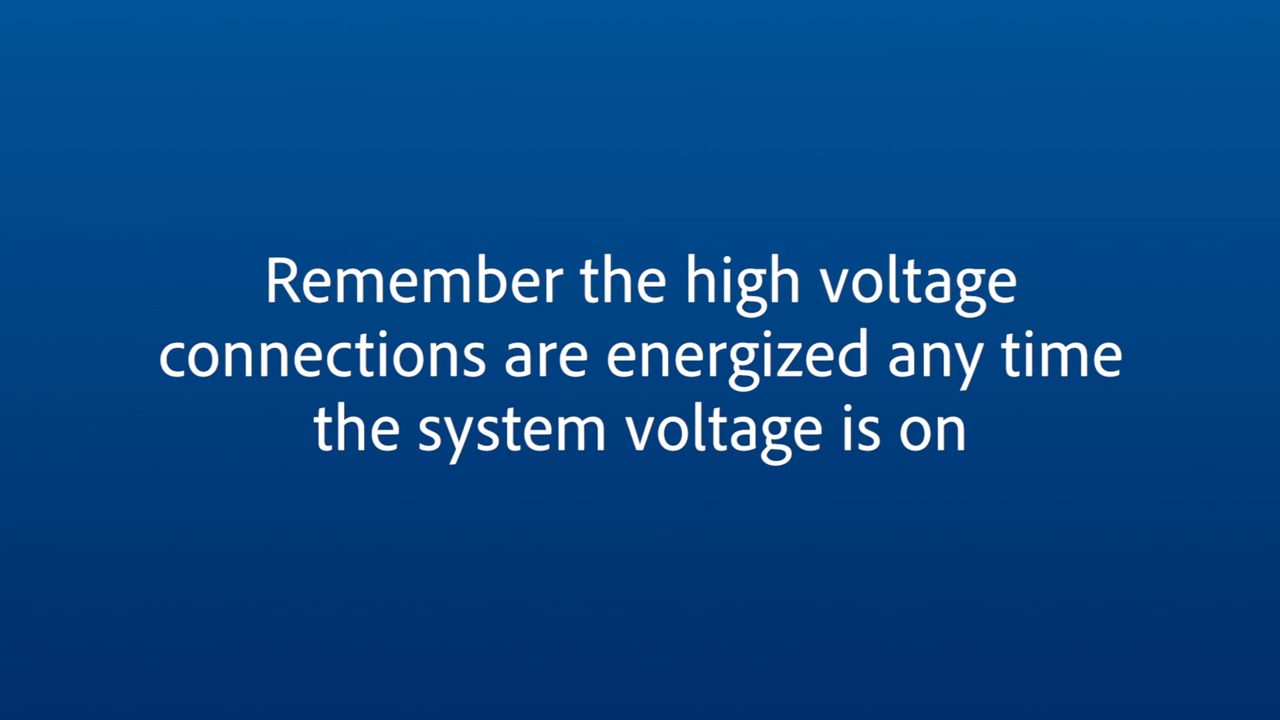 Remember the high voltage
connections are energized any time
the system voltage is on